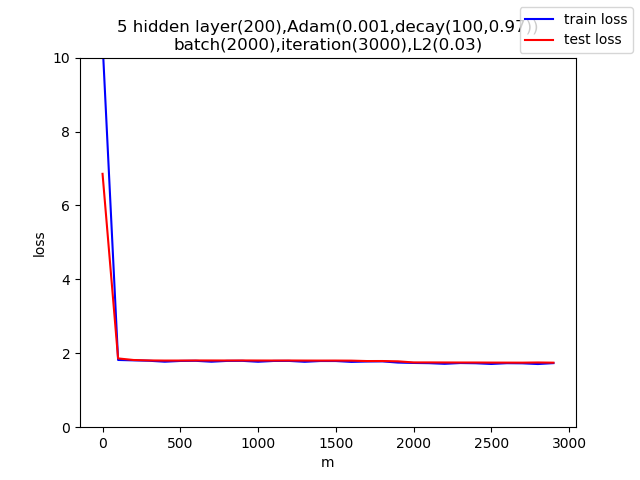 5 hidden layer(200),Adam(0.001,decay(100,0.97))
batch(2000),iteration(3000),L2(0.03)
train loss
test loss
10
8
6
4
2
0
loss
0
500
1000
1500
2000
2500
3000
m